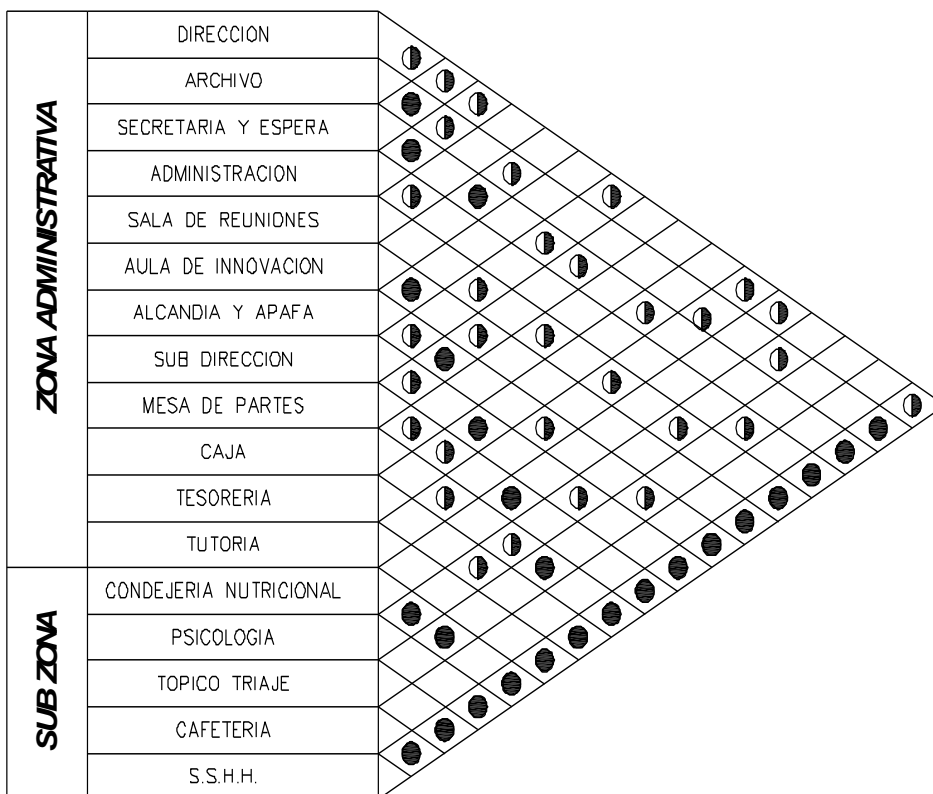 ZONA ADMINISTRATIVA
DIRECCION
ARCHIVO
SECRETARIA Y ESPERA
ADMINISTRACION
SALA DE REUNIONES
AULA DE INNOVACION
ALCANDIA Y APAFA
SUB DIRECCION
MESA DE PARTES
CAJA
TESORERIA
TUTORIA
SUB ZONA
CONDEJERIA NUTRICIONAL
PSICOLOGIA
TOPICO TRIAJE
CAFETERIA
S.S.H.H.